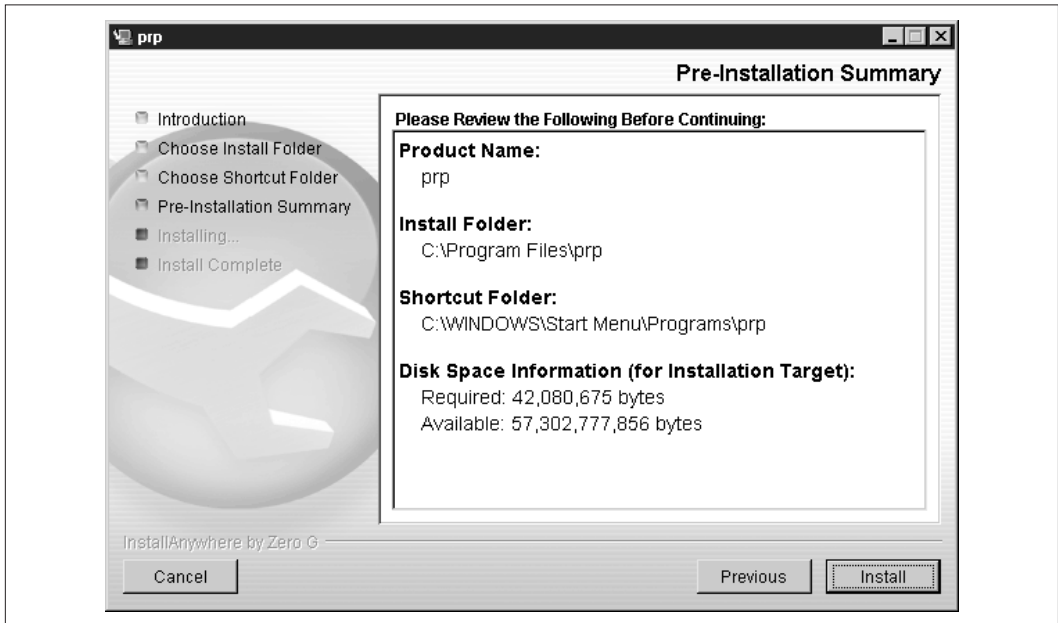 prp
Pre-Installation Summary
Introduction
Choose Install Folder
Choose Shortcut Folder
Pre-Installation Summary
Installing...
Install Complete
Please Review the Following Before Continuing:
Product Name:
prp
Install Folder:
C:\Program Files\prp
Shortcut Folder:
C:\WINDOWS\Start Menu\Programs\prp
Disk Space Information (for Installation Target):
Required: 42,080,675 bytes
Available: 57,302,777,856 bytes
InstallAnywhere by Zero G
Cancel
Previous
Install